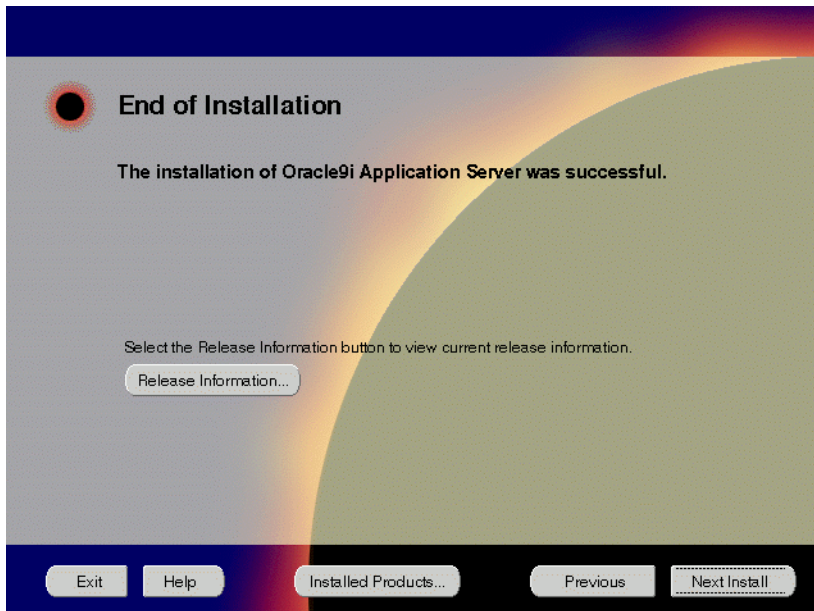 End of Installation
The installation of Oracle9i Application Server was successful.
Select the Release Information button to view current release information.
Release Information...
Exit
Help
Installed Products...
Previous
Next Install